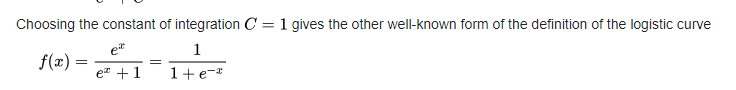 Choosing the constant of integration C = 1 gives the other well-known form of the definition of the logistic curve
f(x) = e^x / (e^x + 1) = 1 / (1 + e^−x)